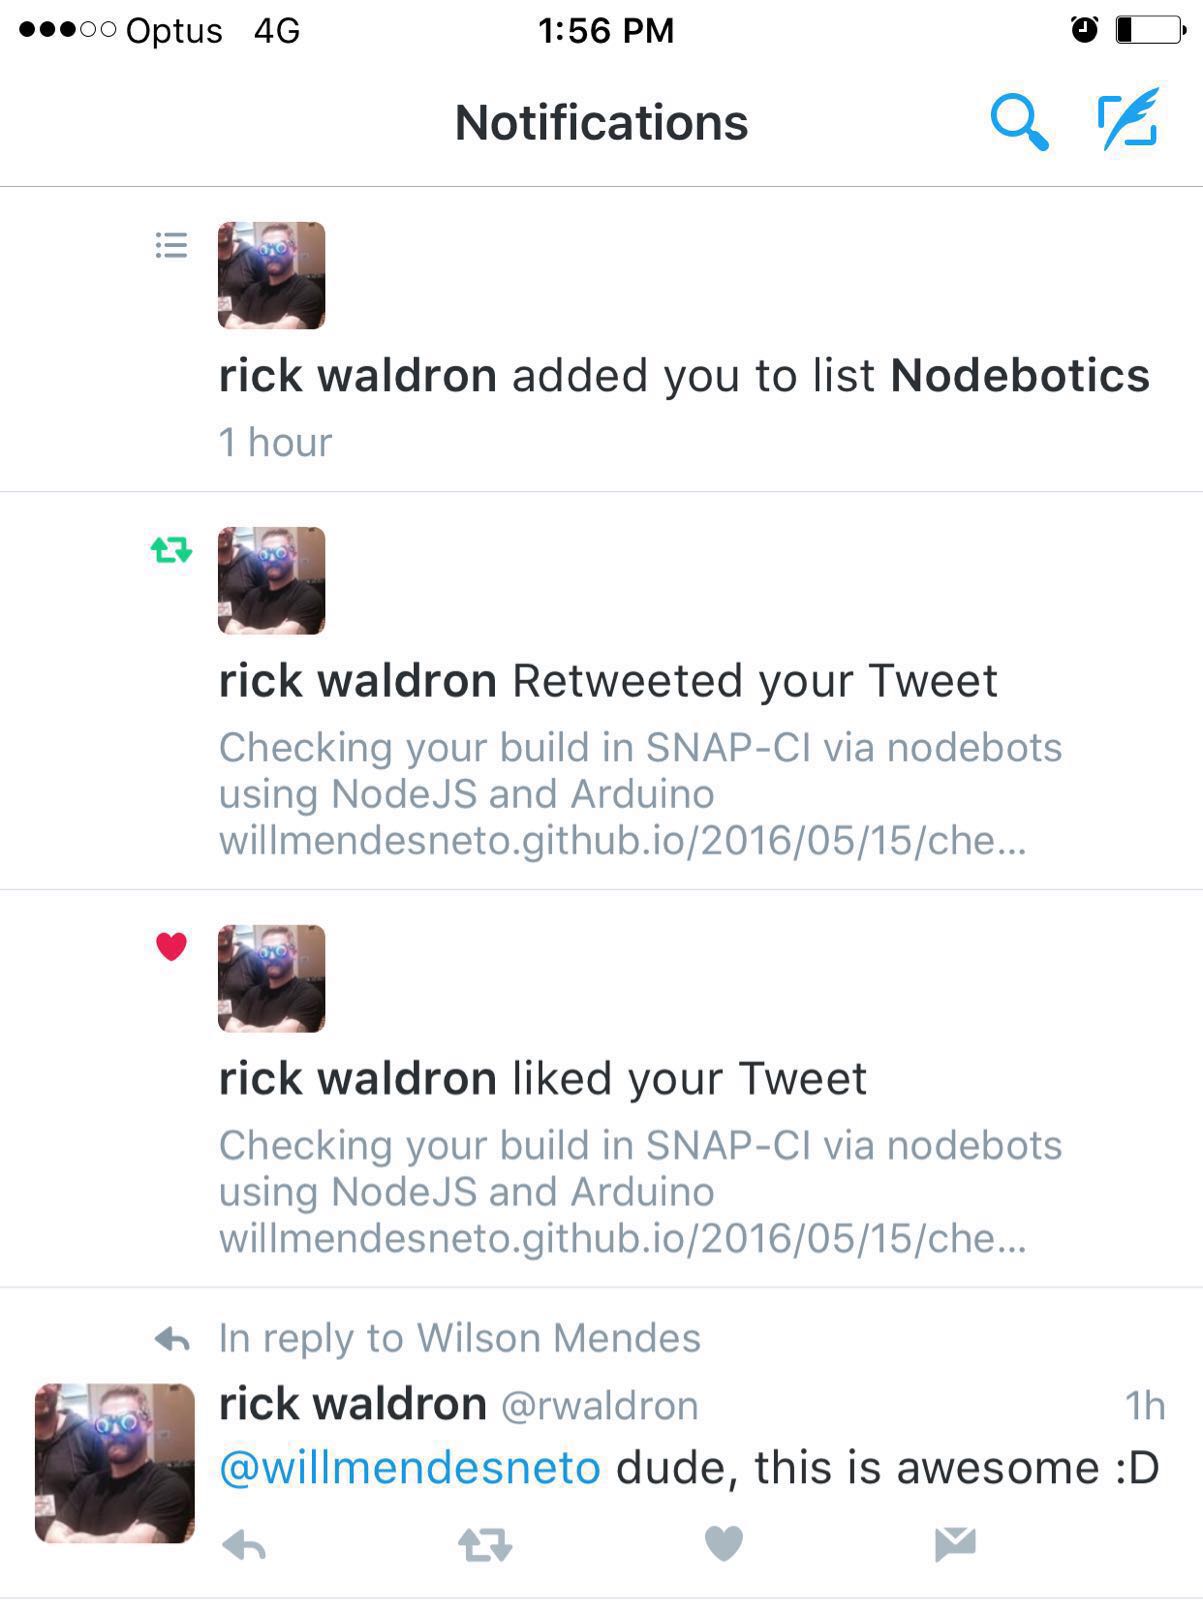 Optus 4G 1:56 PM
Notifications
rick waldron added you to list Nodebotics
1 hour
rick waldron Retweeted your Tweet
Checking your build in SNAP-CI via nodebots
using NodeJS and Arduino
willmendesneto.github.io/2016/05/15/che...
rick waldron liked your Tweet
Checking your build in SNAP-CI via nodebots
using NodeJS and Arduino
willmendesneto.github.io/2016/05/15/che...
In reply to Wilson Mendes
rick waldron @rwaldron 1h
@willmendesneto dude, this is awesome :D